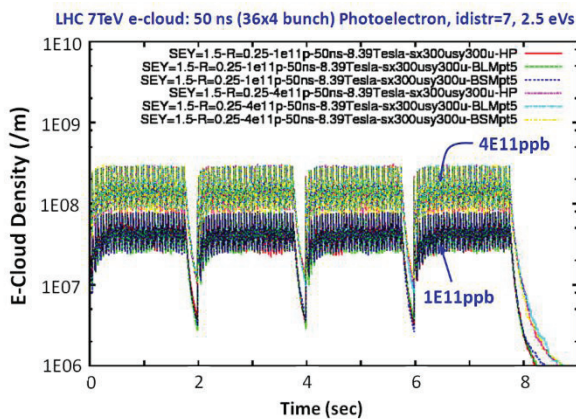 LHC 7TeV e-cloud: 50 ns (36x4 bunch) Photoelectron, idistr=7, 2.5 eVs
1E10
SEY=1.5-R=0.25-1e11p-50ns-8.39Tesla-sx300usy300u-HP
SEY=1.5-R=0.25-1e11p-50ns-8.39Tesla-sx300usy300u-BLMpt5
SEY=1.5-R=0.25-1e11p-50ns-8.39Tesla-sx300usy300u-BSMpt5
SEY=1.5-R=0.25-4e11p-50ns-8.39Tesla-sx300usy300u-HP
SEY=1.5-R=0.25-4e11p-50ns-8.39Tesla-sx300usy300u-BLMpt5
SEY=1.5-R=0.25-4e11p-50ns-8.39Tesla-sx300usy300u-BSMpt5
1E09
4E11ppb
E-Cloud Density (/m)
1E08
1E07
1E11ppb
1E06
0 2 4 6 8
Time (sec)